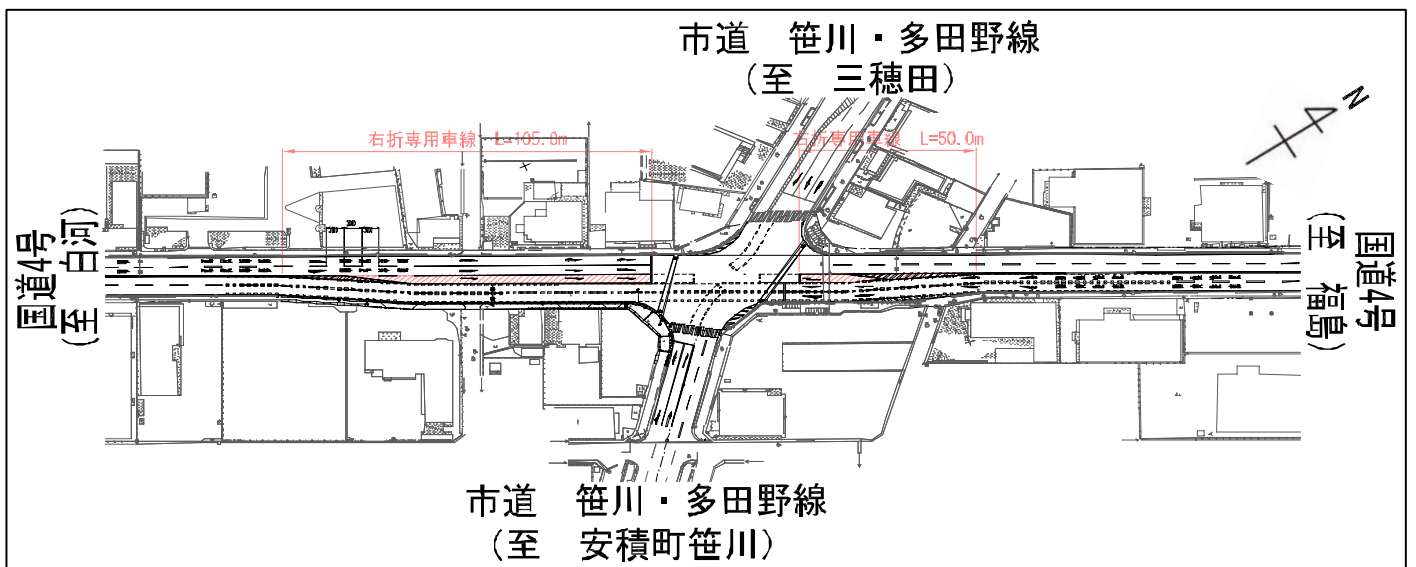 市道 笹川・多田野線
(至 三穂田)
N
右折専用車線 L=105.0m
右折専用車線 L=50.0m
国道4号
(至 白河)
国道4号
(至 福島)
市道 笹川・多田野線
(至 安積町笹川)